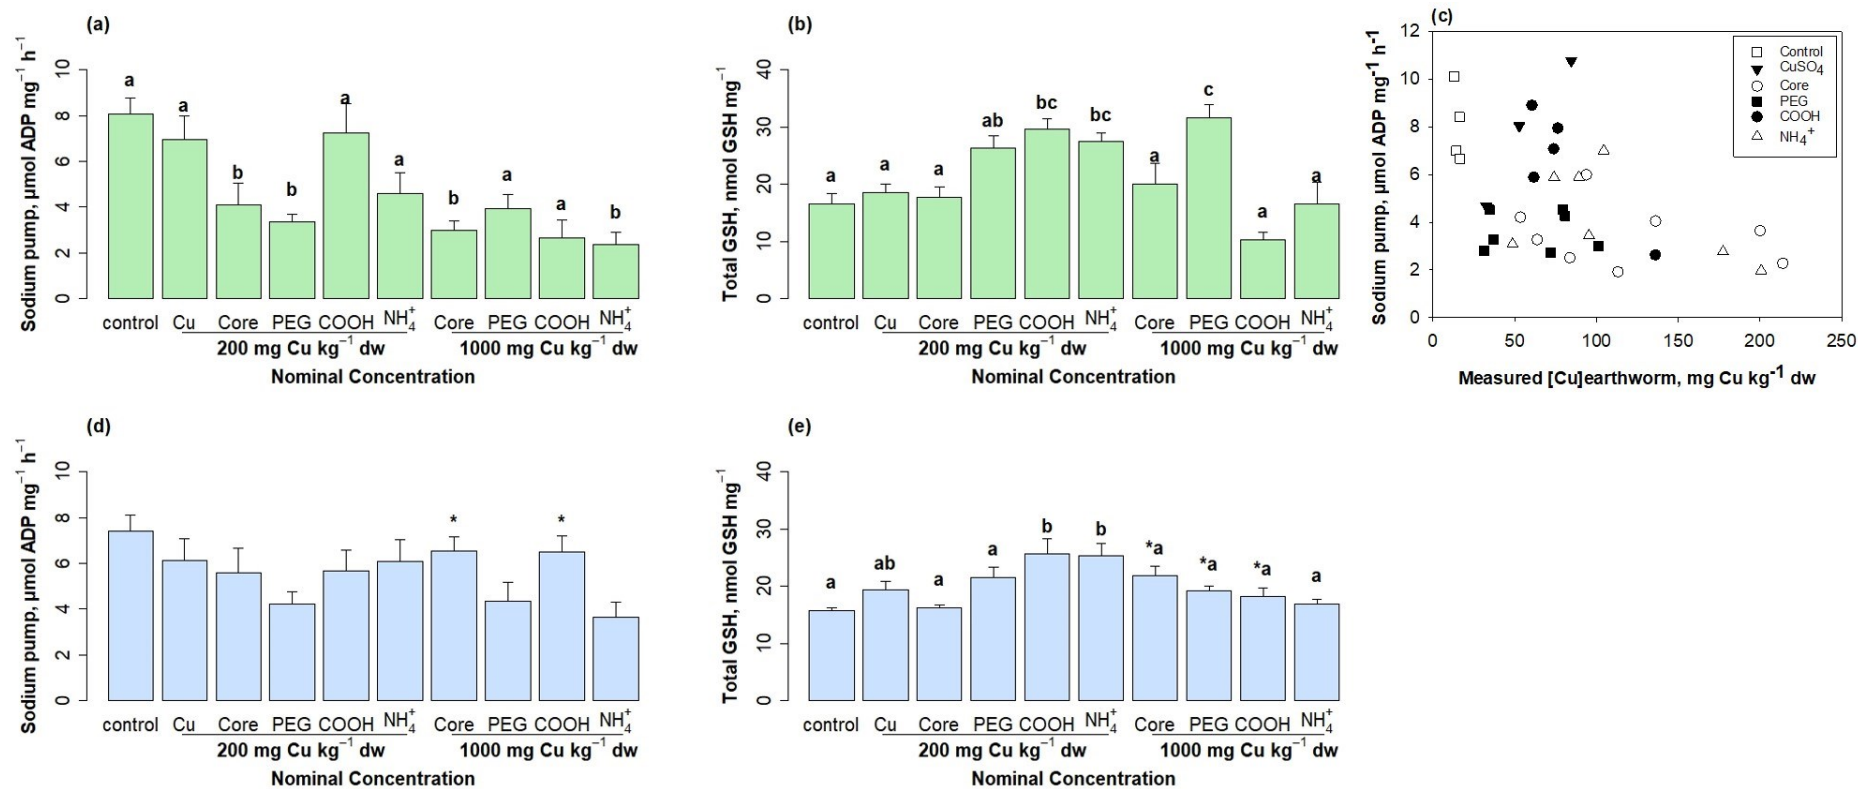 (a)
Sodium pump, µmol ADP mg⁻¹ h⁻¹
10
8
6
4
2
0
a
a
b
b
a
a
b
a
a
b
control Cu Core PEG COOH NH₄⁺ Core PEG COOH NH₄⁺
200 mg Cu kg⁻¹ dw 1000 mg Cu kg⁻¹ dw
Nominal Concentration
(b)
Total GSH, nmol GSH mg⁻¹
40
30
20
10
0
a
a
a
ab
bc
bc
a
c
a
a
control Cu Core PEG COOH NH₄⁺ Core PEG COOH NH₄⁺
200 mg Cu kg⁻¹ dw 1000 mg Cu kg⁻¹ dw
Nominal Concentration
(c)
Sodium pump, µmol ADP mg⁻¹ h⁻¹
12
10
8
6
4
2
0
Control
CuSO₄
Core
PEG
COOH
NH₄⁺
0 50 100 150 200 250
Measured [Cu]earthworm, mg Cu kg⁻¹ dw
(d)
Sodium pump, µmol ADP mg⁻¹ h⁻¹
10
8
6
4
2
0
*
*
control Cu Core PEG COOH NH₄⁺ Core PEG COOH NH₄⁺
200 mg Cu kg⁻¹ dw 1000 mg Cu kg⁻¹ dw
Nominal Concentration
(e)
Total GSH, nmol GSH mg⁻¹
40
30
20
10
0
a
ab
a
a
b
b
*a
*a
*a
a
control Cu Core PEG COOH NH₄⁺ Core PEG COOH NH₄⁺
200 mg Cu kg⁻¹ dw 1000 mg Cu kg⁻¹ dw
Nominal Concentration